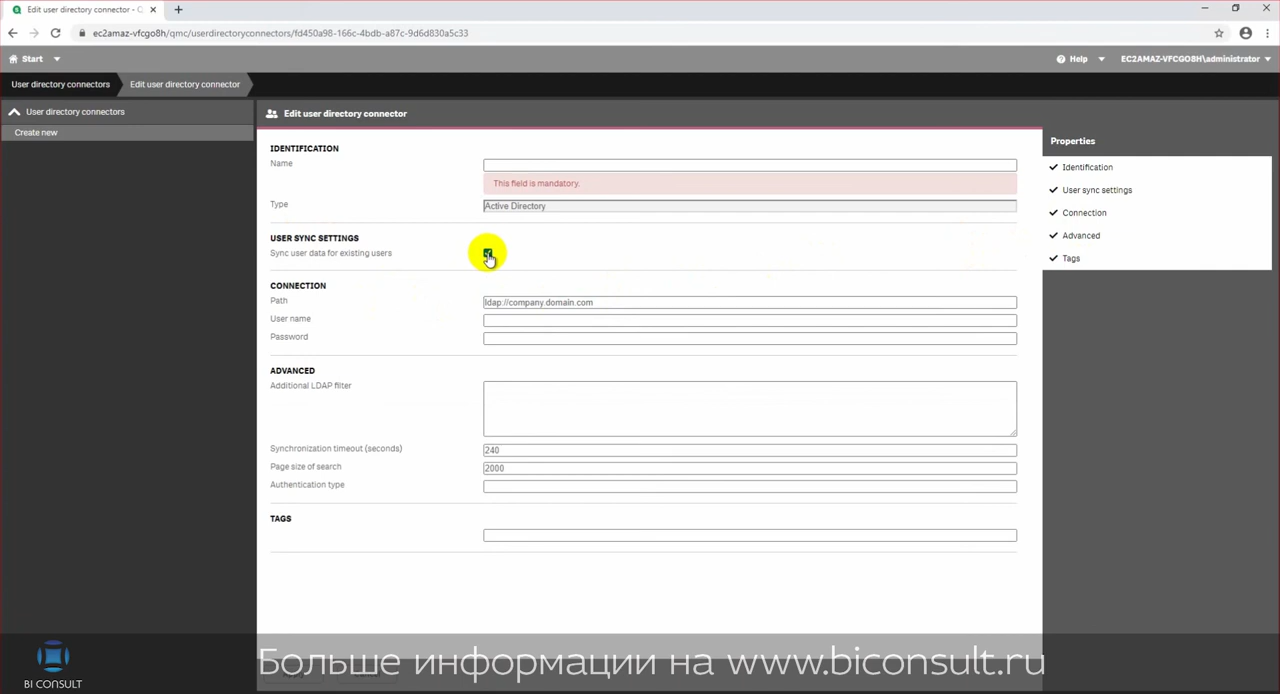 Edit user directory connector - C
ec2amaz-vfcgo8h/qmc/userdirectoryconnectors/fd450a98-166c-4bdb-a87c-9d6d830a5c33
Start
Help
EC2AMAZ-VFCGO8H\administrator
User directory connectors
Edit user directory connector
User directory connectors
Create new
Edit user directory connector
IDENTIFICATION
Name
This field is mandatory.
Type
Active Directory
USER SYNC SETTINGS
Sync user data for existing users
CONNECTION
Path
ldap://company.domain.com
User name
Password
ADVANCED
Additional LDAP filter
Synchronization timeout (seconds)
240
Page size of search
2000
Authentication type
TAGS
Properties
Identification
User sync settings
Connection
Advanced
Tags
BI CONSULT
Больше информации на www.biconsult.ru